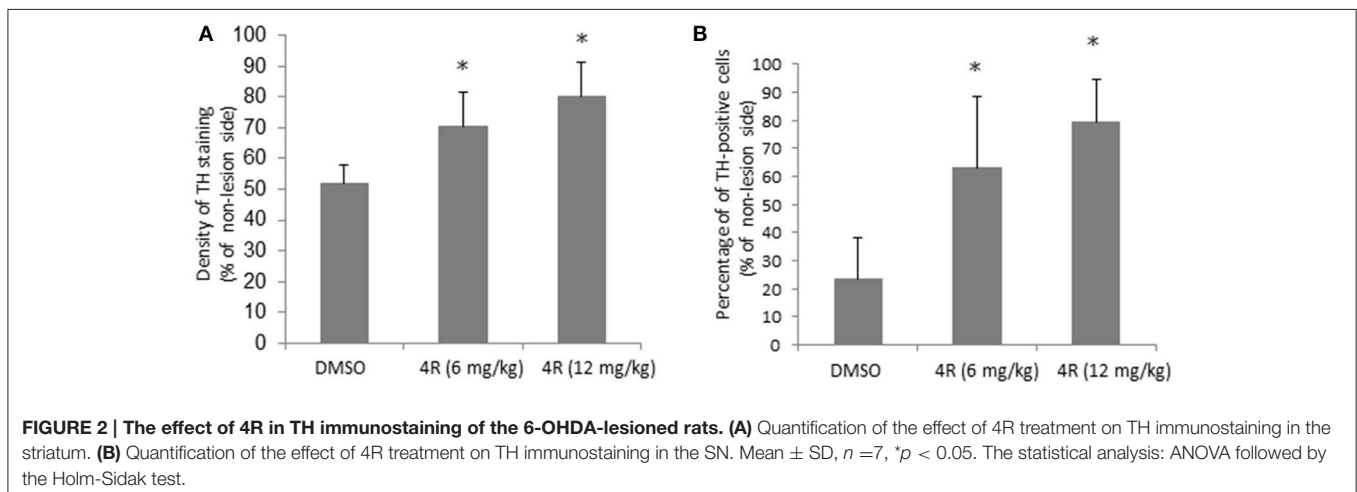 A
Density of TH staining
(% of non-lesion side)
100
90
80
70
60
50
40
30
20
10
0
*
*
DMSO
4R (6 mg/kg)
4R (12 mg/kg)
B
Percentage of of TH-positive cells
(% of non-lesion side)
100
90
80
70
60
50
40
30
20
10
0
*
*
DMSO
4R (6 mg/kg)
4R (12 mg/kg)
FIGURE 2 | The effect of 4R in TH immunostaining of the 6-OHDA-lesioned rats. (A) Quantification of the effect of 4R treatment on TH immunostaining in the
striatum. (B) Quantification of the effect of 4R treatment on TH immunostaining in the SN. Mean ± SD, n =7, *p < 0.05. The statistical analysis: ANOVA followed by
the Holm-Sidak test.